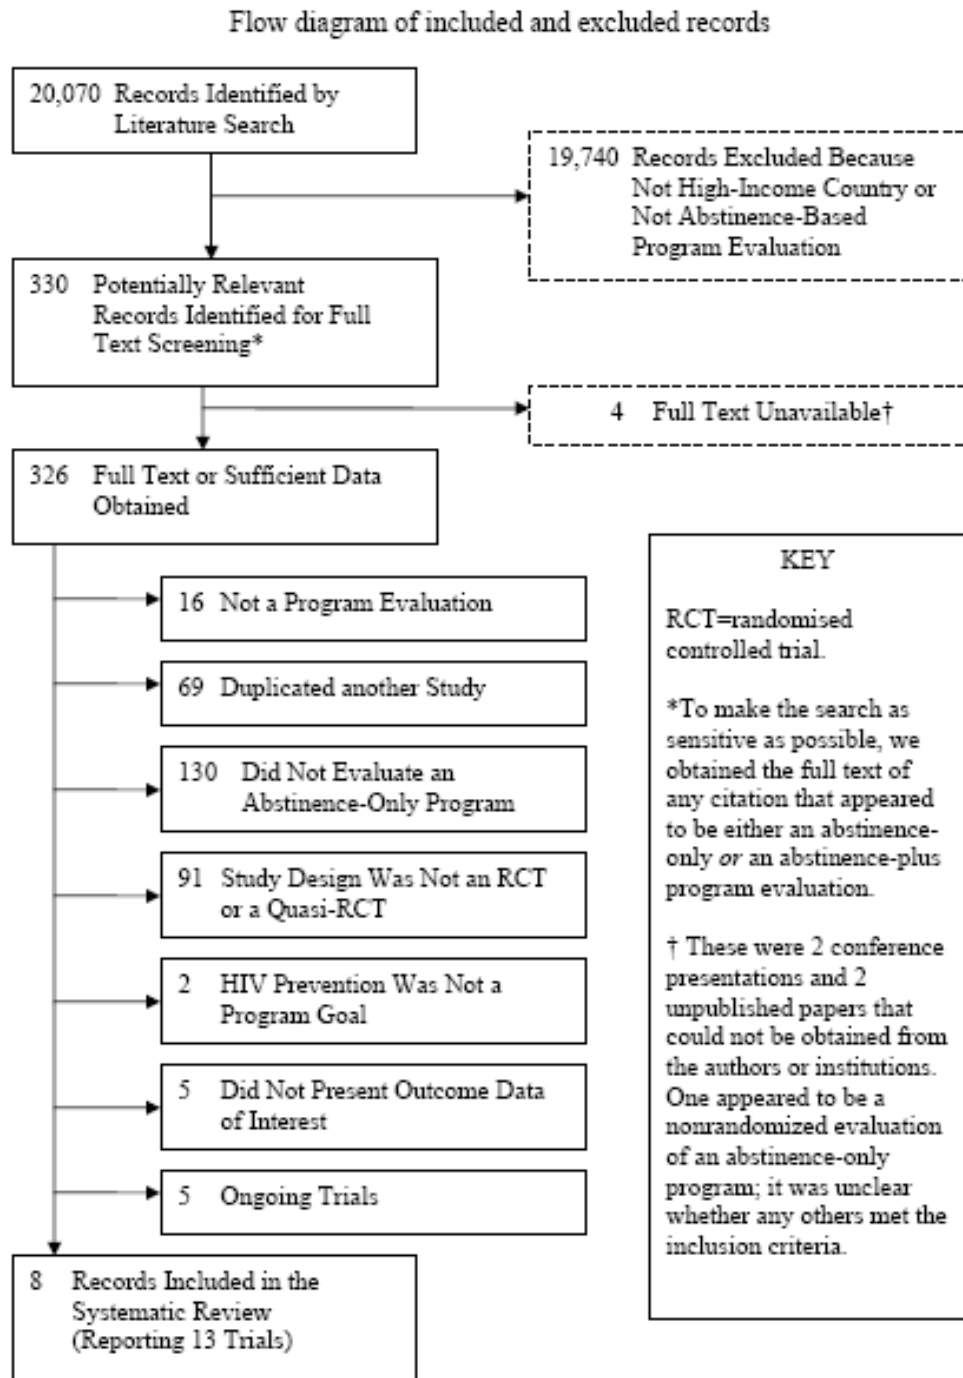 Flow diagram of included and excluded records
20,070 Records Identified by
Literature Search
19,740 Records Excluded Because
Not High-Income Country or
Not Abstinence-Based
Program Evaluation
330 Potentially Relevant
Records Identified for Full
Text Screening*
4 Full Text Unavailable†
326 Full Text or Sufficient Data
Obtained
16 Not a Program Evaluation
69 Duplicated another Study
130 Did Not Evaluate an
Abstinence-Only Program
91 Study Design Was Not an RCT
or a Quasi-RCT
2 HIV Prevention Was Not a
Program Goal
5 Did Not Present Outcome Data
of Interest
5 Ongoing Trials
8 Records Included in the
Systematic Review
(Reporting 13 Trials)
KEY
RCT=randomised
controlled trial.
*To make the search as
sensitive as possible, we
obtained the full text of
any citation that appeared
to be either an abstinence-
only or an abstinence-plus
program evaluation.
† These were 2 conference
presentations and 2
unpublished papers that
could not be obtained from
the authors or institutions.
One appeared to be a
nonrandomized evaluation
of an abstinence-only
program; it was unclear
whether any others met the
inclusion criteria.